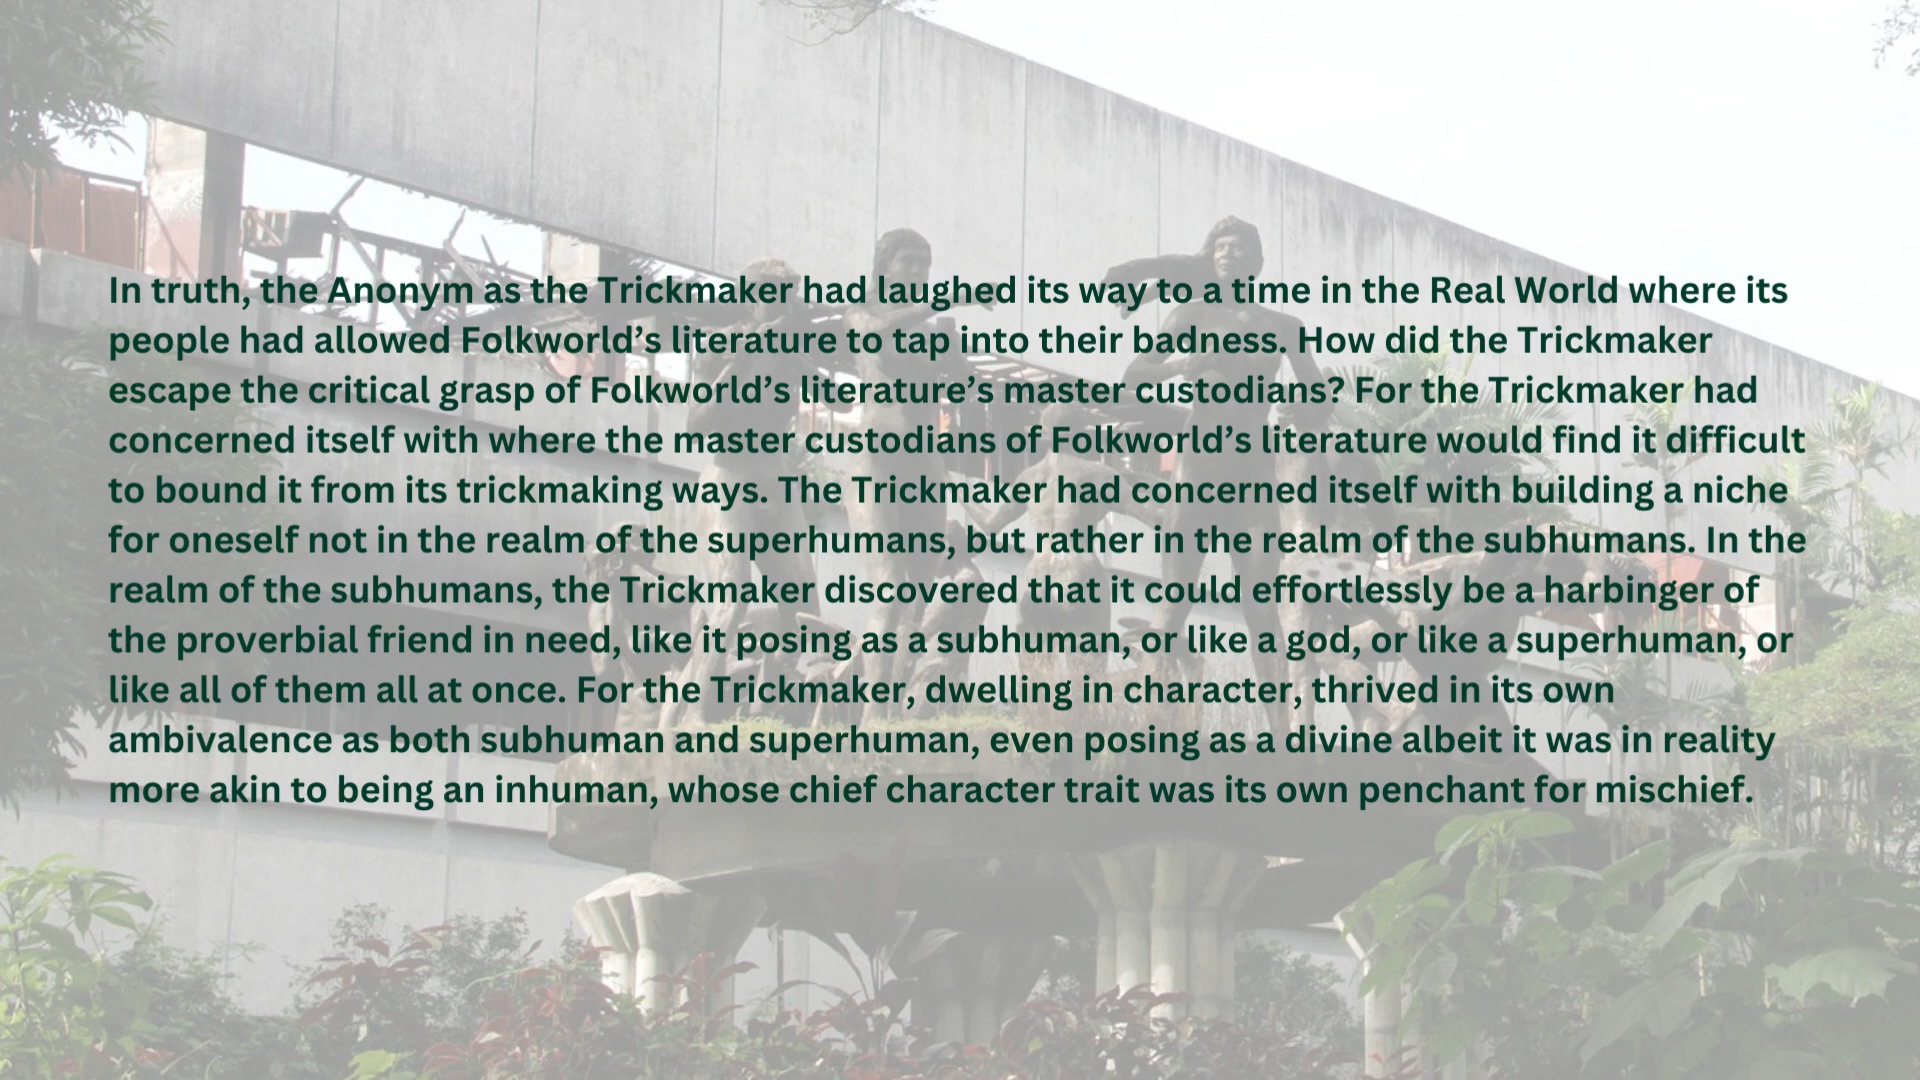 In truth, the Anonym as the Trickmaker had laughed its way to a time in the Real World where its
people had allowed Folkworld’s literature to tap into their badness. How did the Trickmaker
escape the critical grasp of Folkworld’s literature’s master custodians? For the Trickmaker had
concerned itself with where the master custodians of Folkworld’s literature would find it difficult
to bound it from its trickmaking ways. The Trickmaker had concerned itself with building a niche
for oneself not in the realm of the superhumans, but rather in the realm of the subhumans. In the
realm of the subhumans, the Trickmaker discovered that it could effortlessly be a harbinger of
the proverbial friend in need, like it posing as a subhuman, or like a god, or like a superhuman, or
like all of them all at once. For the Trickmaker, dwelling in character, thrived in its own
ambivalence as both subhuman and superhuman, even posing as a divine albeit it was in reality
more akin to being an inhuman, whose chief character trait was its own penchant for mischief.